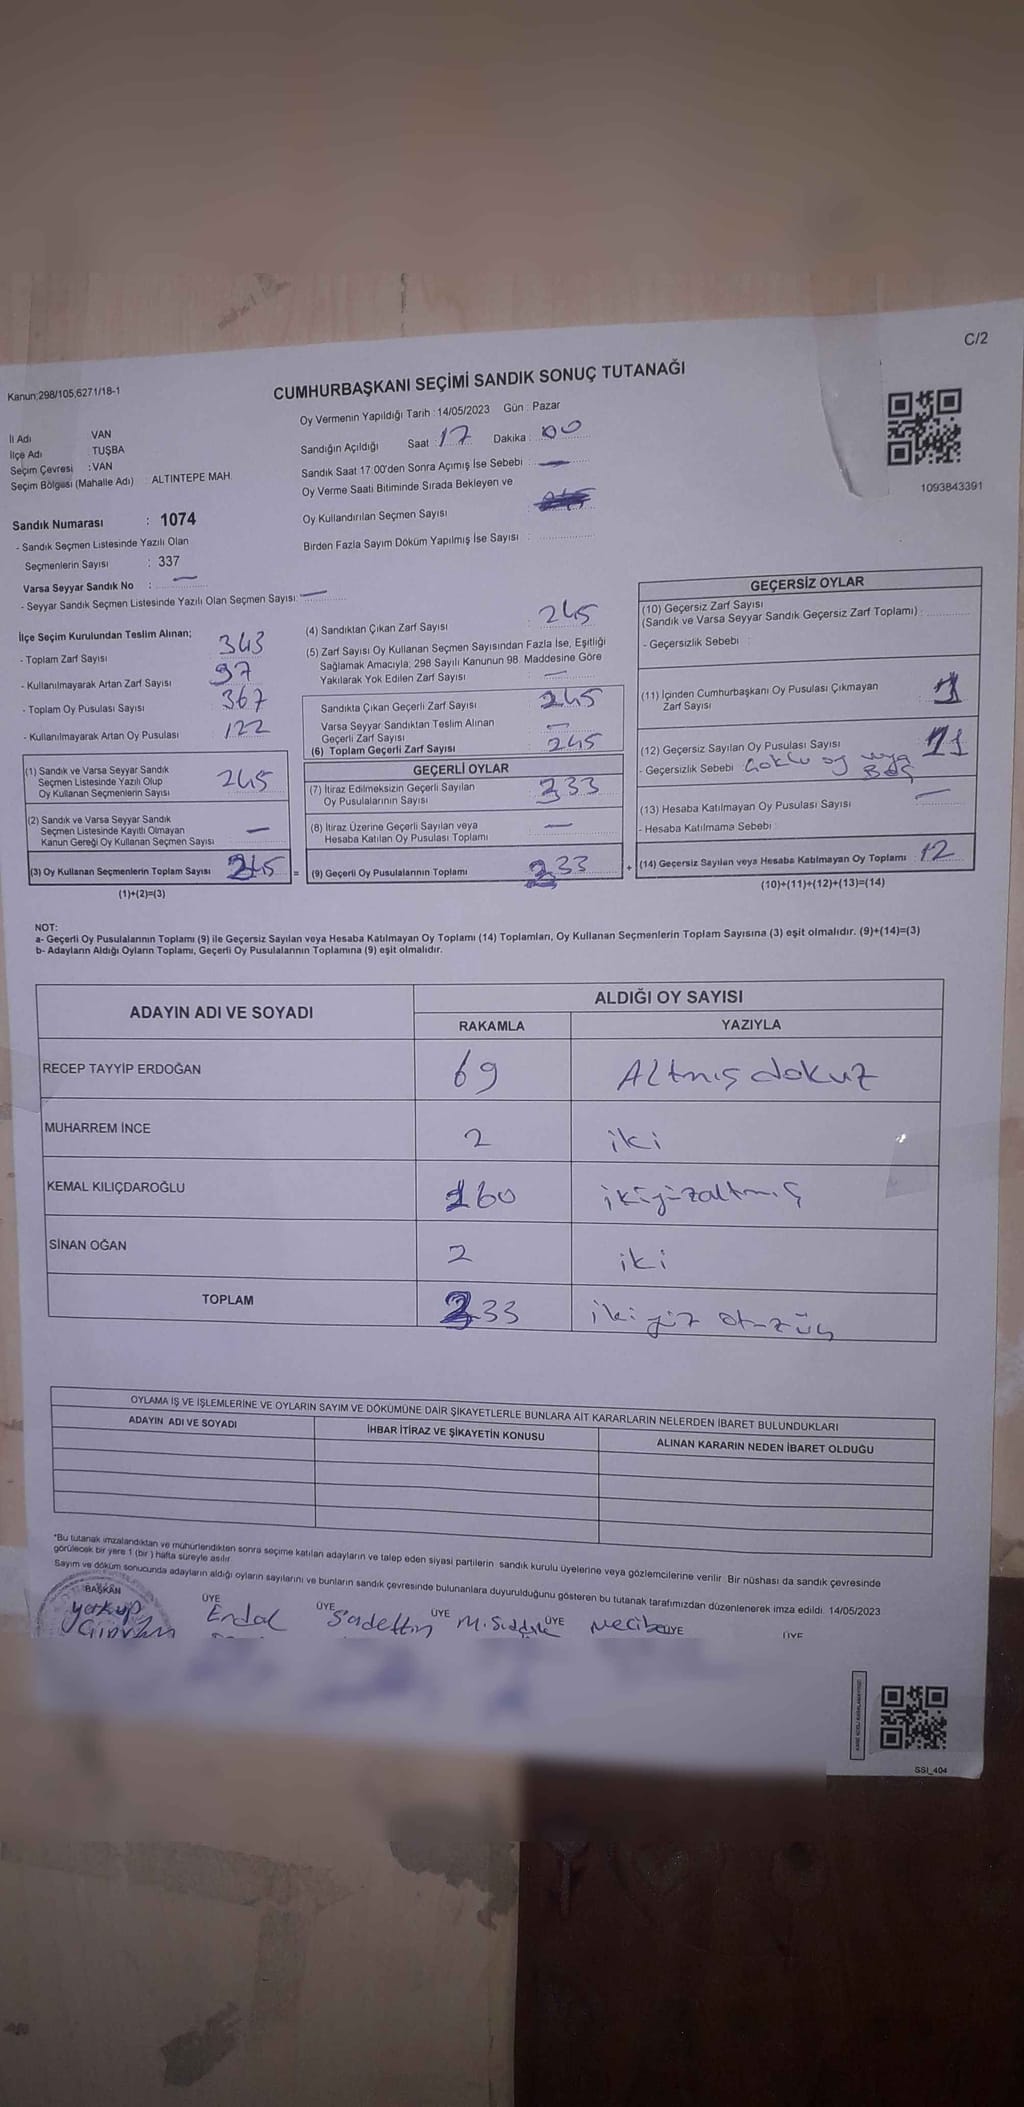 C/2
Kanun;298/105,6271/18-1
CUMHURBAŞKANI SEÇİMİ SANDIK SONUÇ TUTANAĞI
Oy Vermenin Yapıldığı Tarih : 14/05/2023 Gün : Pazar
İl Adı VAN
İlçe Adı : TUŞBA
Seçim Çevresi : VAN
Seçim Bölgesi (Mahalle Adı) : ALTINTEPE MAH.
Sandığın Açıldığı Saat : 17 Dakika : 00
Sandık Saat 17:00'den Sonra Açımış İse Sebebi : —
Oy Verme Saati Bitiminde Sırada Bekleyen ve
Oy Kullandırılan Seçmen Sayısı
Birden Fazla Sayım Döküm Yapılmış İse Sayısı :
1093843391
Sandık Numarası : 1074
- Sandık Seçmen Listesinde Yazılı Olan
Seçmenlerin Sayısı : 337
Varsa Seyyar Sandık No : —
- Seyyar Sandık Seçmen Listesinde Yazılı Olan Seçmen Sayısı: —
İlçe Seçim Kurulundan Teslim Alınan;
- Toplam Zarf Sayısı 343
- Kullanılmayarak Artan Zarf Sayısı 97
- Toplam Oy Pusulası Sayısı 367
- Kullanılmayarak Artan Oy Pusulası 122
(1) Sandık ve Varsa Seyyar Sandık
Seçmen Listesinde Yazılı Olup
Oy Kullanan Seçmenlerin Sayısı 245
(2) Sandık ve Varsa Seyyar Sandık
Seçmen Listesinde Kayıtlı Olmayan
Kanun Gereği Oy Kullanan Seçmen Sayısı —
(3) Oy Kullanan Seçmenlerin Toplam Sayısı 245 =
(1)+(2)=(3)
(4) Sandıktan Çıkan Zarf Sayısı 245
(5) Zarf Sayısı Oy Kullanan Seçmen Sayısından Fazla İse, Eşitliği
Sağlamak Amacıyla, 298 Sayılı Kanunun 98. Maddesine Göre
Yakılarak Yok Edilen Zarf Sayısı —
Sandıkta Çıkan Geçerli Zarf Sayısı 245
Varsa Seyyar Sandıktan Teslim Alınan
Geçerli Zarf Sayısı —
(6) Toplam Geçerli Zarf Sayısı 245
GEÇERLİ OYLAR
(7) İtiraz Edilmeksizin Geçerli Sayılan
Oy Pusulalarının Sayısı 333
(8) İtiraz Üzerine Geçerli Sayılan veya
Hesaba Katılan Oy Pusulası Toplamı —
(9) Geçerli Oy Pusulalarının Toplamı 233 +
GEÇERSİZ OYLAR
(10) Geçersiz Zarf Sayısı
(Sandık ve Varsa Seyyar Sandık Geçersiz Zarf Toplamı) :
- Geçersizlik Sebebi :
(11) İçinden Cumhurbaşkanı Oy Pusulası Çıkmayan
Zarf Sayısı 1
(12) Geçersiz Sayılan Oy Pusulası Sayısı 11
- Geçersizlik Sebebi Çoklu oy veya Boş
(13) Hesaba Katılmayan Oy Pusulası Sayısı —
- Hesaba Katılmama Sebebi :
(14) Geçersiz Sayılan veya Hesaba Katılmayan Oy Toplamı 12
(10)+(11)+(12)+(13)=(14)
NOT:
a- Geçerli Oy Pusulalarının Toplamı (9) ile Geçersiz Sayılan veya Hesaba Katılmayan Oy Toplamı (14) Toplamları, Oy Kullanan Seçmenlerin Toplam Sayısına (3) eşit olmalıdır. (9)+(14)=(3)
b- Adayların Aldığı Oyların Toplamı, Geçerli Oy Pusulalarının Toplamına (9) eşit olmalıdır.
ADAYIN ADI VE SOYADI ALDIĞI OY SAYISI
RAKAMLA YAZIYLA
RECEP TAYYİP ERDOĞAN 69 Altmış dokuz
MUHARREM İNCE 2 iki
KEMAL KILIÇDAROĞLU 160 ikiyüzaltmış
SİNAN OĞAN 2 iki
TOPLAM 233 ikiyüz otuzüç
OYLAMA İŞ VE İŞLEMLERİNE VE OYLARIN SAYIM VE DÖKÜMÜNE DAİR ŞİKAYETLERLE BUNLARA AİT KARARLARIN NELERDEN İBARET BULUNDUKLARI
ADAYIN ADI VE SOYADI İHBAR İTİRAZ VE ŞİKAYETİN KONUSU ALINAN KARARIN NEDEN İBARET OLDUĞU
*Bu tutanak imzalandıktan ve mühürlendikten sonra seçime katılan adayların ve talep eden siyasi partilerin sandık kurulu üyelerine veya gözlemcilerine verilir. Bir nüshası da sandık çevresinde
görülecek bir yere 1 (bir ) hafta süreyle asılır.
Sayım ve döküm sonucunda adayların aldığı oyların sayılarını ve bunların sandık çevresinde bulunanlara duyurulduğunu gösteren bu tutanak tarafımızdan düzenlenerek imza edildi. 14/05/2023
BAŞKAN ÜYE ÜYE ÜYE ÜYE ÜYE ÜYE
Yakup Erdal Sadettin M.Sıddık Necibe
SSI_404